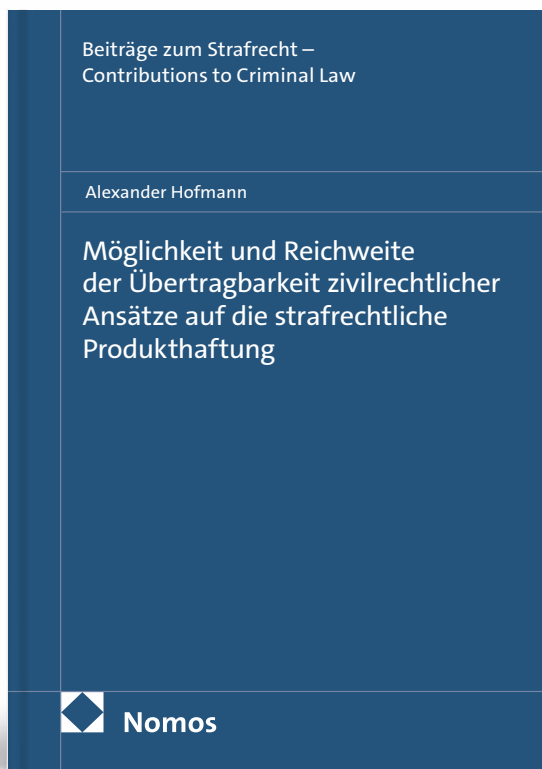 Beiträge zum Strafrecht –
Contributions to Criminal Law
Alexander Hofmann
Möglichkeit und Reichweite
der Übertragbarkeit zivilrechtlicher
Ansätze auf die strafrechtliche
Produkthaftung
Nomos